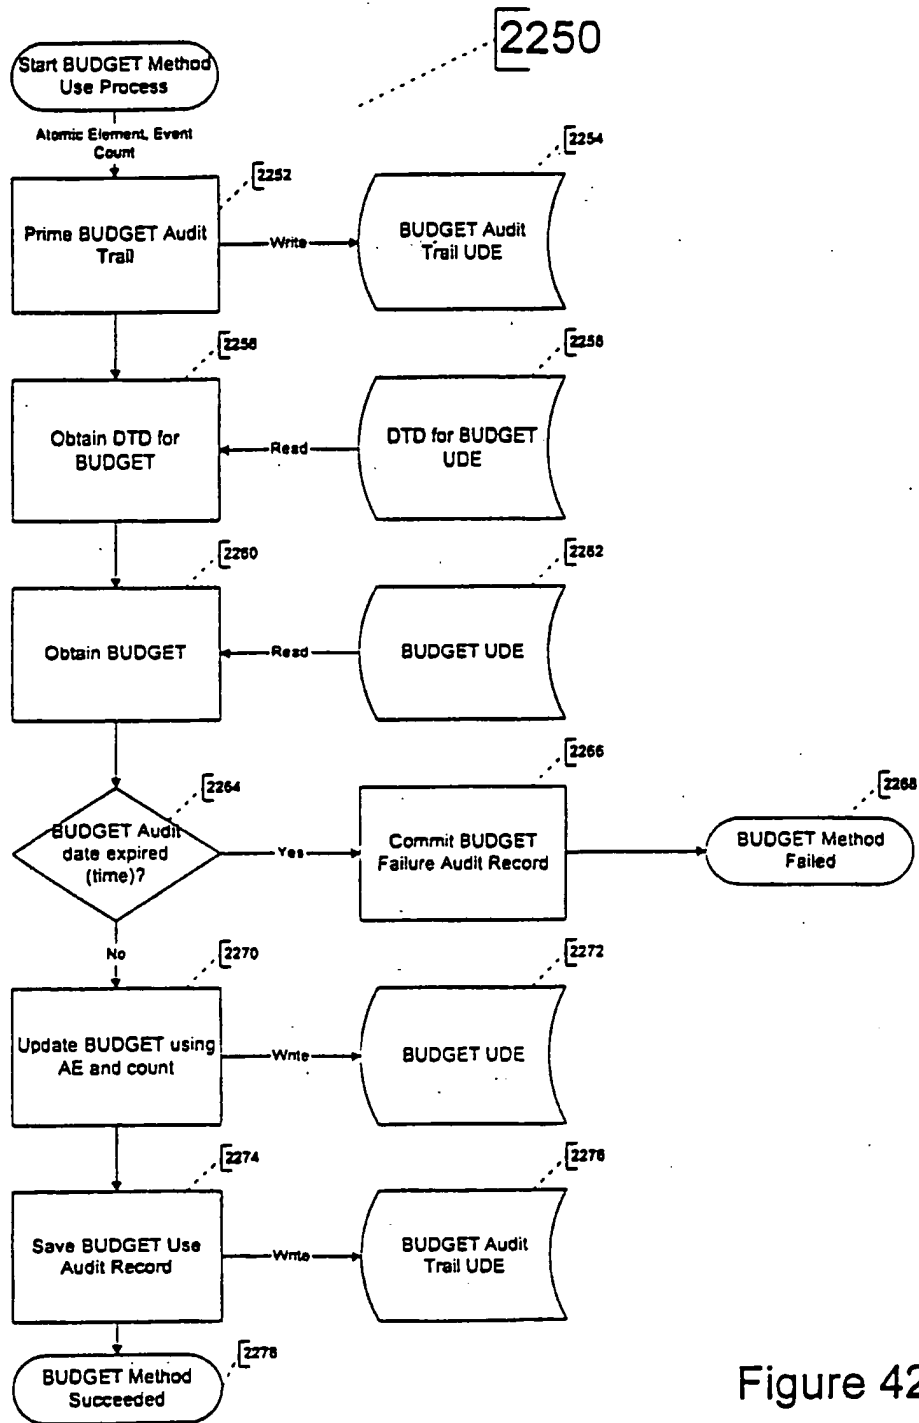 2250
Start BUDGET Method
Use Process
Atomic Element, Event
Count
2252
2254
Prime BUDGET Audit
Trail
Write
BUDGET Audit
Trail UDE
2256
2258
Obtain DTD for
BUDGET
Read
DTD for BUDGET
UDE
2260
2262
Obtain BUDGET
Read
BUDGET UDE
2264
2266
2268
BUDGET Audit
date expired
(time)?
Yes
Commit BUDGET
Failure Audit Record
BUDGET Method
Failed
No
2270
2272
Update BUDGET using
AE and count
Write
BUDGET UDE
2274
2276
Save BUDGET Use
Audit Record
Write
BUDGET Audit
Trail UDE
2278
BUDGET Method
Succeeded
Figure 42